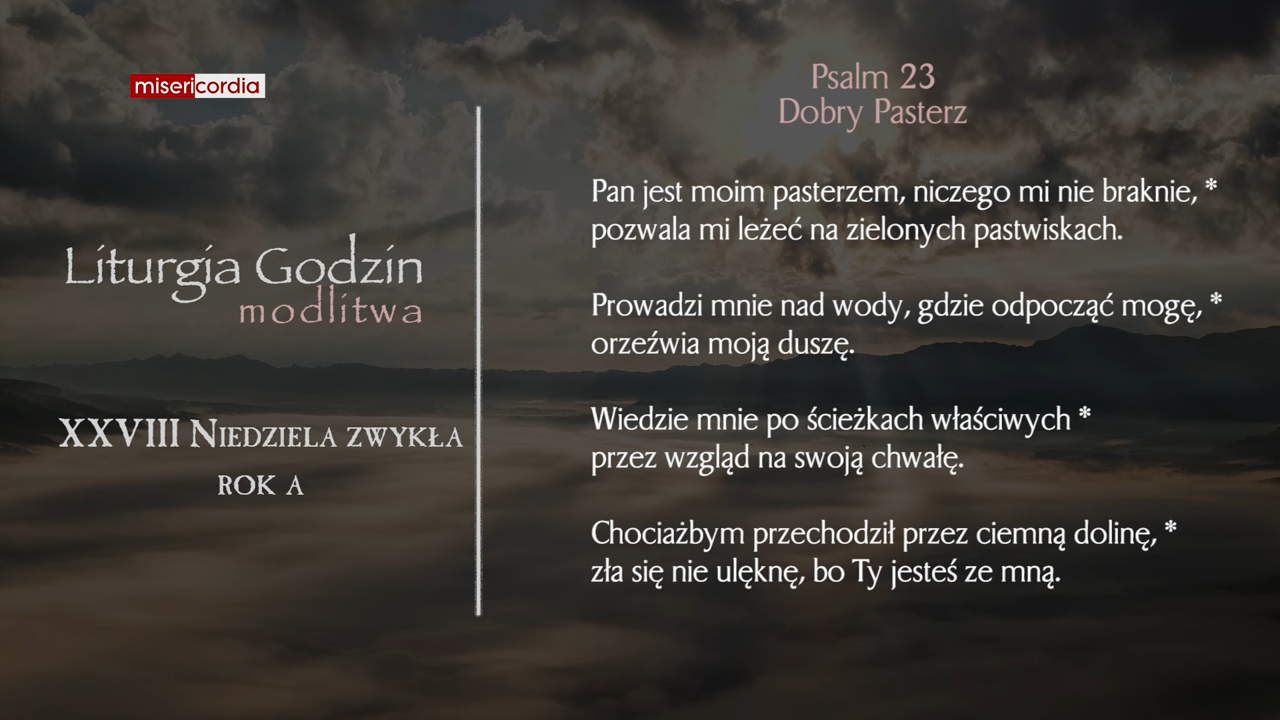 misericordia
Liturgia Godzin
modlitwa
XXVIII Niedziela zwykła
rok a
Psalm 23
Dobry Pasterz
Pan jest moim pasterzem, niczego mi nie braknie, *
pozwala mi leżeć na zielonych pastwiskach.
Prowadzi mnie nad wody, gdzie odpocząć mogę, *
orzeźwia moją duszę.
Wiedzie mnie po ścieżkach właściwych *
przez wzgląd na swoją chwałę.
Chociażbym przechodził przez ciemną dolinę, *
zła się nie ulęknę, bo Ty jesteś ze mną.